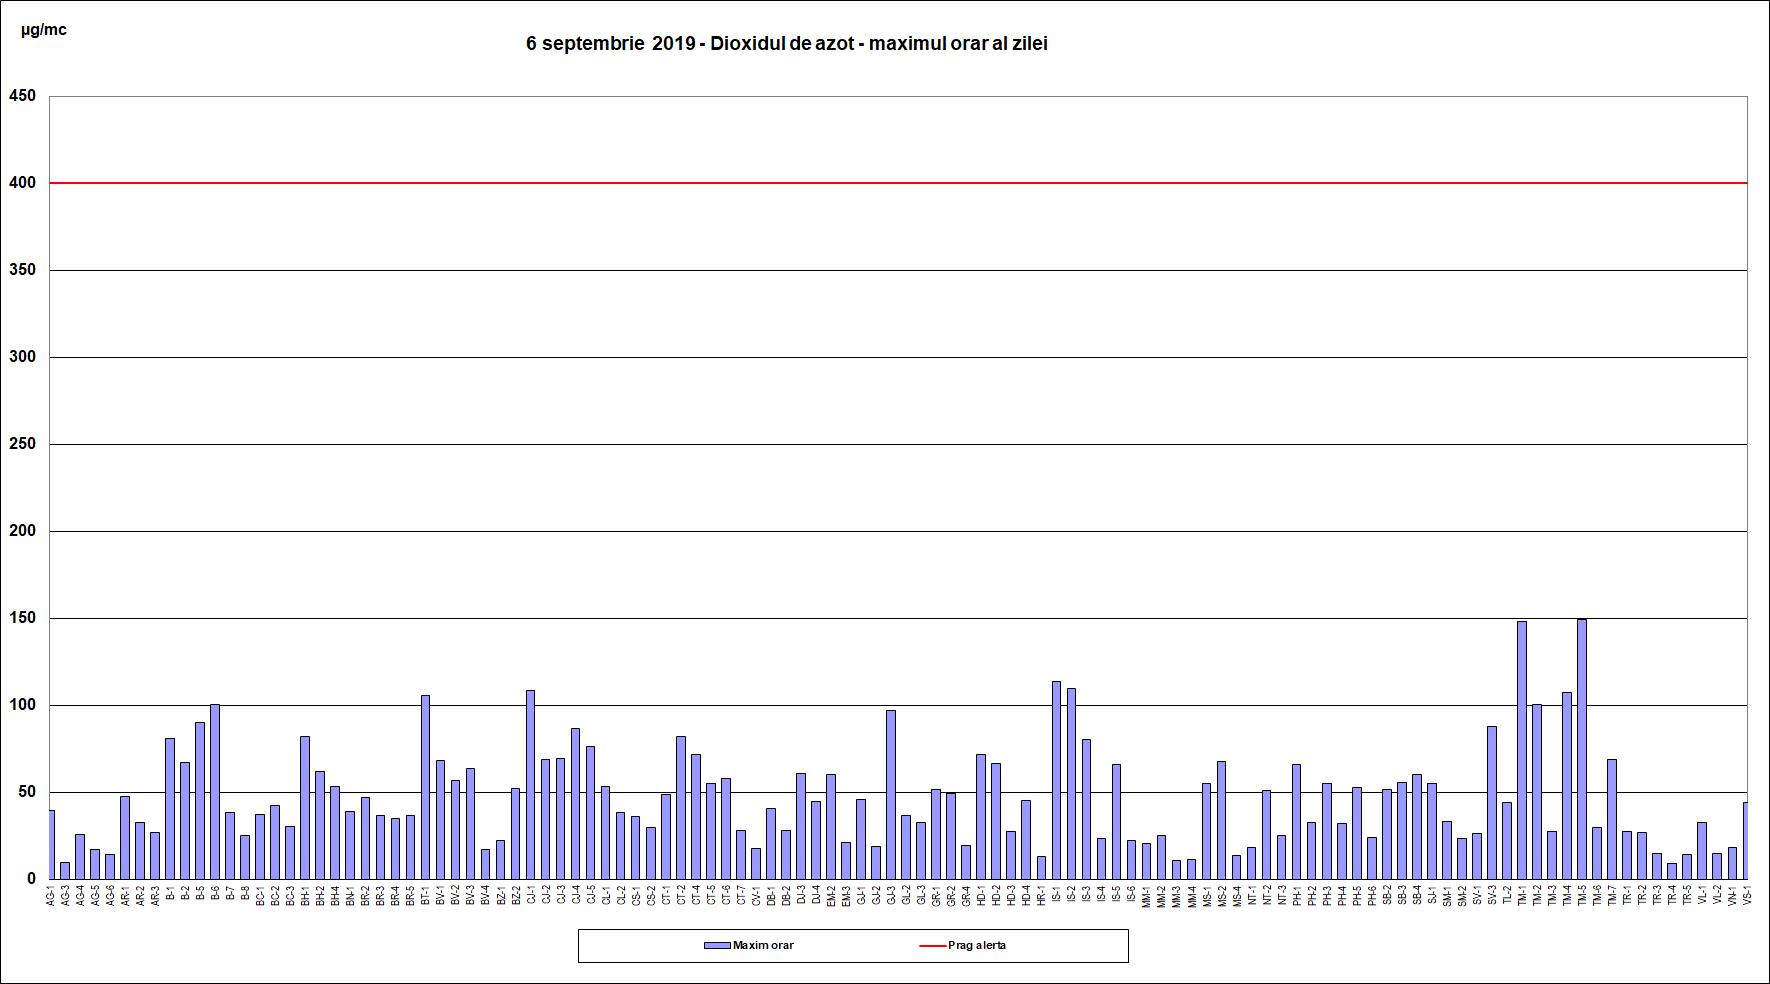 µg/mc
6 septembrie 2019 - Dioxidul de azot - maximul orar al zilei
450
400
350
300
250
200
150
100
50
0
AG-1 AG-3 AG-4 AG-5 AG-6 AR-1 AR-2 AR-3 B-1 B-2 B-5 B-6 B-7 B-8 BC-1 BC-2 BC-3 BH-1 BH-2 BH-4 BN-1 BR-2 BR-3 BR-4 BR-5 BT-1 BV-1 BV-2 BV-3 BV-4 BZ-1 BZ-2 CJ-1 CJ-2 CJ-3 CJ-4 CJ-5 CL-1 CL-2 CS-1 CS-2 CT-1 CT-2 CT-4 CT-5 CT-6 CT-7 CV-1 DB-1 DB-2 DJ-3 DJ-4 EM-2 EM-3 GJ-1 GJ-2 GJ-3 GL-2 GL-3 GR-1 GR-2 GR-4 HD-1 HD-2 HD-3 HD-4 HR-1 IS-1 IS-2 IS-3 IS-4 IS-5 IS-6 MM-1 MM-2 MM-3 MM-4 MS-1 MS-2 MS-4 NT-1 NT-2 NT-3 PH-1 PH-2 PH-3 PH-4 PH-5 PH-6 SB-2 SB-3 SB-4 SJ-1 SM-1 SM-2 SV-1 SV-3 TL-2 TM-1 TM-2 TM-3 TM-4 TM-5 TM-6 TM-7 TR-1 TR-2 TR-3 TR-4 TR-5 VL-1 VL-2 VN-1 VS-1
Maxim orar
Prag alerta